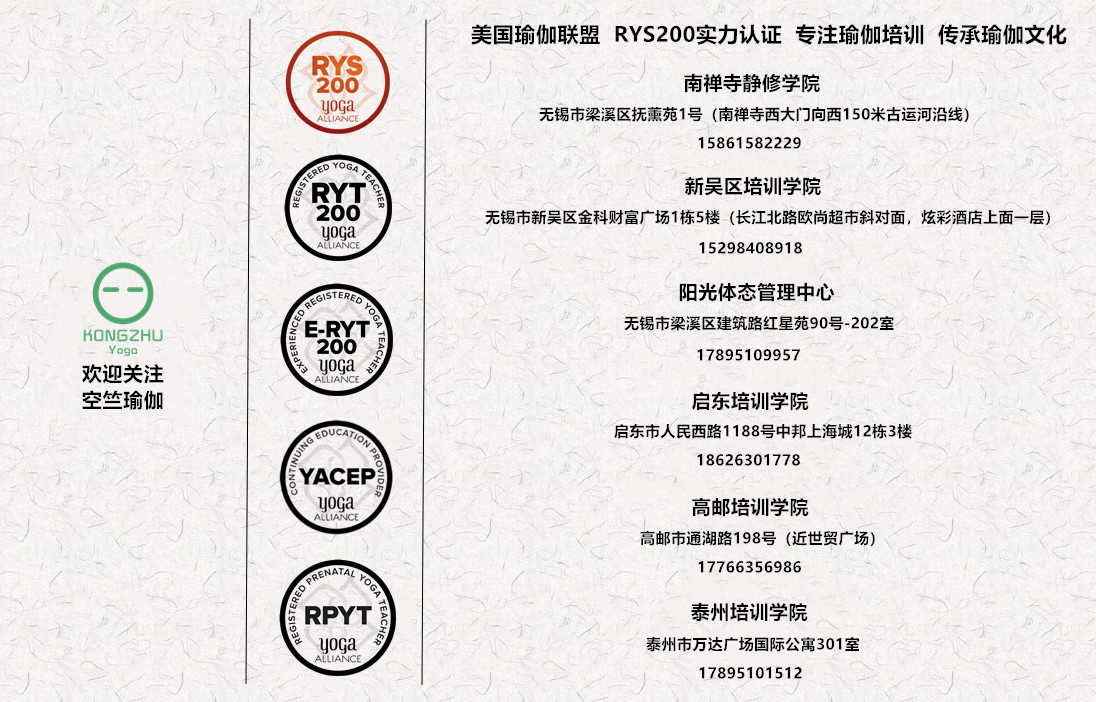 KONGZHU
Yoga
欢迎关注
空竺瑜伽
RYS
200
yoga
ALLIANCE
REGISTERED YOGA TEACHER
RYT
200
yoga
ALLIANCE
EXPERIENCED REGISTERED YOGA TEACHER
E-RYT
200
yoga
ALLIANCE
CONTINUING EDUCATION PROVIDER
YACEP
yoga
ALLIANCE
REGISTERED PRENATAL YOGA TEACHER
RPYT
yoga
ALLIANCE
美国瑜伽联盟 RYS200实力认证 专注瑜伽培训 传承瑜伽文化
南禅寺静修学院
无锡市梁溪区抚薰苑1号（南禅寺西大门向西150米古运河沿线）
15861582229
新吴区培训学院
无锡市新吴区金科财富广场1栋5楼（长江北路欧尚超市斜对面，炫彩酒店上面一层）
15298408918
阳光体态管理中心
无锡市梁溪区建筑路红星苑90号-202室
17895109957
启东培训学院
启东市人民西路1188号中邦上海城12栋3楼
18626301778
高邮培训学院
高邮市通湖路198号（近世贸广场）
17766356986
泰州培训学院
泰州市万达广场国际公寓301室
17895101512